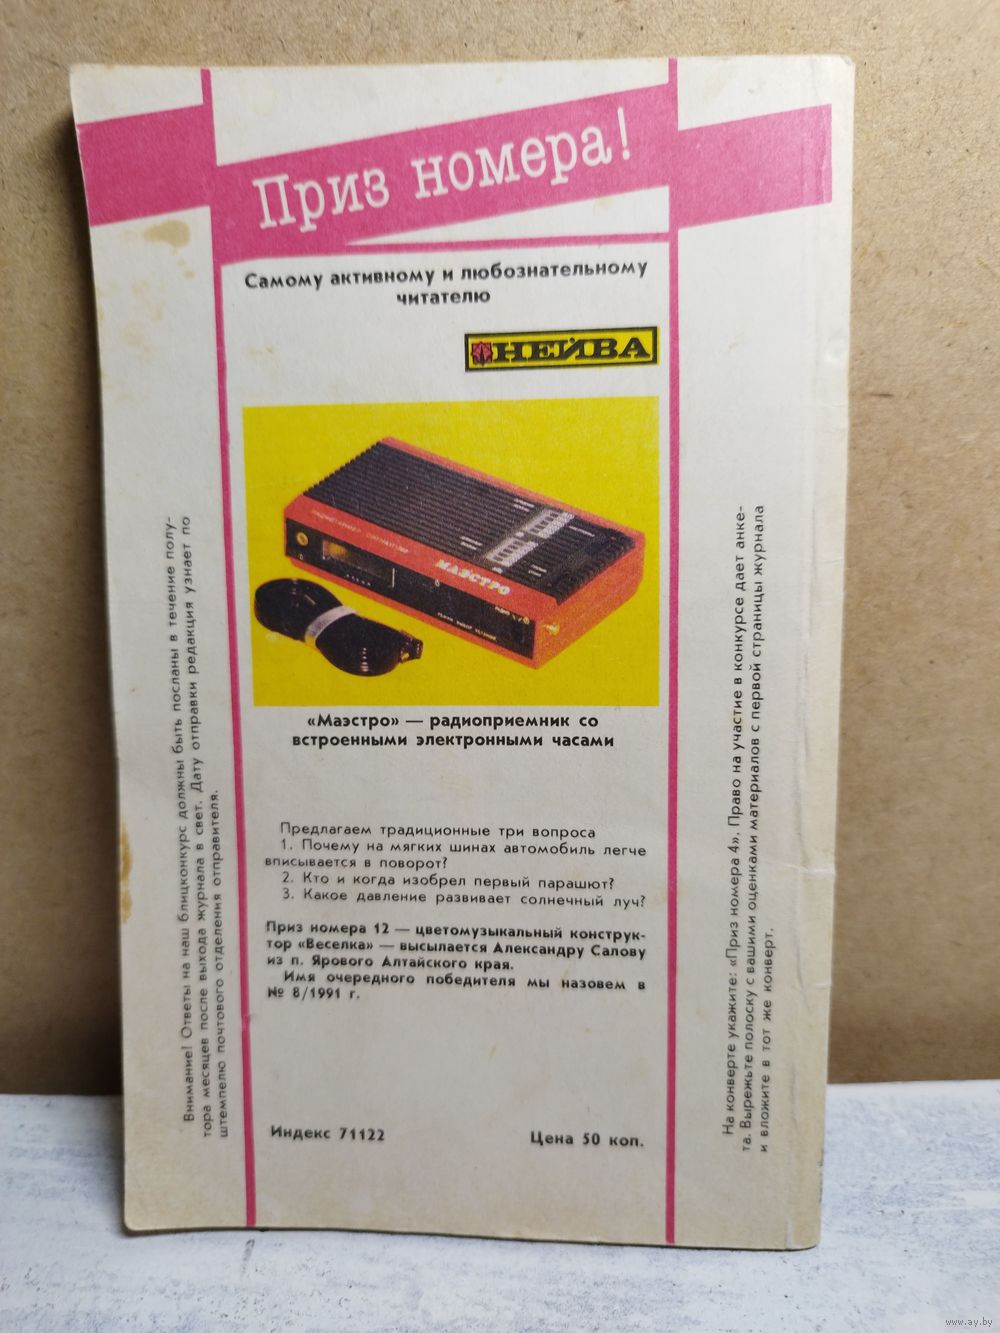 Приз номера!
Самому активному и любознательному
читателю
НЕЙВА
МАЭСТРО
«Маэстро» — радиоприемник со
встроенными электронными часами
Предлагаем традиционные три вопроса
1. Почему на мягких шинах автомобиль легче
вписывается в поворот?
2. Кто и когда изобрел первый парашют?
3. Какое давление развивает солнечный луч?
Приз номера 12 — цветомузыкальный конструк-
тор «Веселка» — высылается Александру Салову
из п. Ярового Алтайского края.
Имя очередного победителя мы назовем в
№ 8/1991 г.
Индекс 71122
Цена 50 коп.
Внимание! Ответы на наш блицконкурс должны быть посланы в течение полу-
тора месяцев после выхода журнала в свет. Дату отправки редакция узнает по
штемпелю почтового отделения отправителя.
На конверте укажите: «Приз номера 4». Право на участие в конкурсе дает анке-
та. Вырежьте полоску с вашими оценками материалов с первой страницы журнала
и вложите в тот же конверт.
www.ay.by